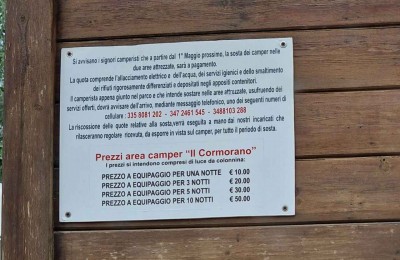 Si avvisano i signori camperisti che a partire dal 1° Maggio prossimo, la sosta dei camper nelle
due aree attrezzate, sarà a pagamento.
La quota comprende l'allacciamento elettrico e dell'acqua, dei servizi igienici e dello smaltimento
dei rifiuti rigorosamente differenziati e depositati negli appositi contenitori.
Il camperista appena giunto nel parco e che intende sostare nelle aree attrezzate, usufruendo dei
servizi offerti, dovrà avvisare dell'arrivo, mediante messaggio telefonico, uno dei seguenti numeri di
cellulare : 335 8081 202 - 347 2461 545 - 3488103 288
La riscossione delle quote relative alla sosta verrà eseguita a mano dai nostri incaricati che
rilasceranno regolare ricevuta, da esporre in vista sul camper, per tutto il periodo di sosta.
Prezzi area camper "Il Cormorano"
I prezzi si intendono compresi di luce da colonnina:
PREZZO A EQUIPAGGIO PER UNA NOTTE € 10.00
PREZZO A EQUIPAGGIO PER 3 NOTTI € 20.00
PREZZO A EQUIPAGGIO PER 5 NOTTI € 30.00
PREZZO A EQUIPAGGIO PER 10 NOTTI € 50.00